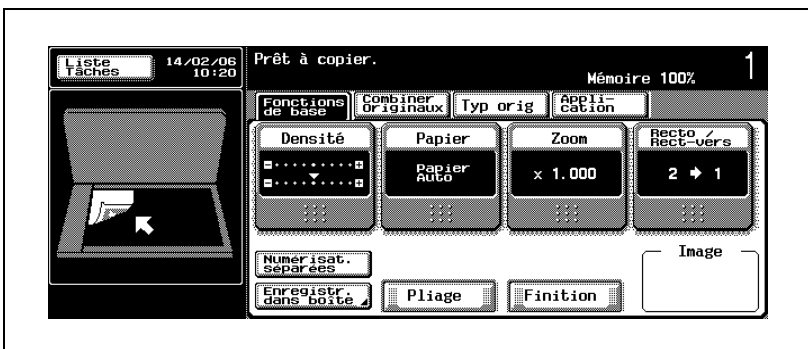 Liste
Tâches
14/02/06
10:20
Prêt à copier.
Mémoire 100%
1
Fonctions
de base
Combiner
Originaux
Typ orig
Appli-
cation
Densité
Papier
Zoom
Recto /
Rect-vers
Papier
Auto
x 1.000
2 → 1
Numérisat.
séparées
Enregistr.
dans boîte
Pliage
Finition
Image